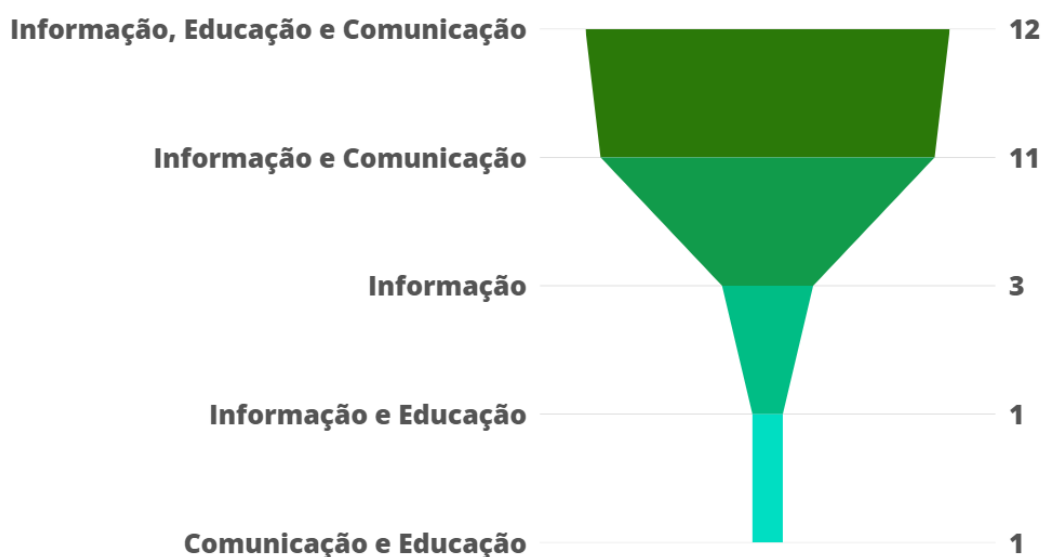 Informação, Educação e Comunicação 12
Informação e Comunicação 11
Informação 3
Informação e Educação 1
Comunicação e Educação 1